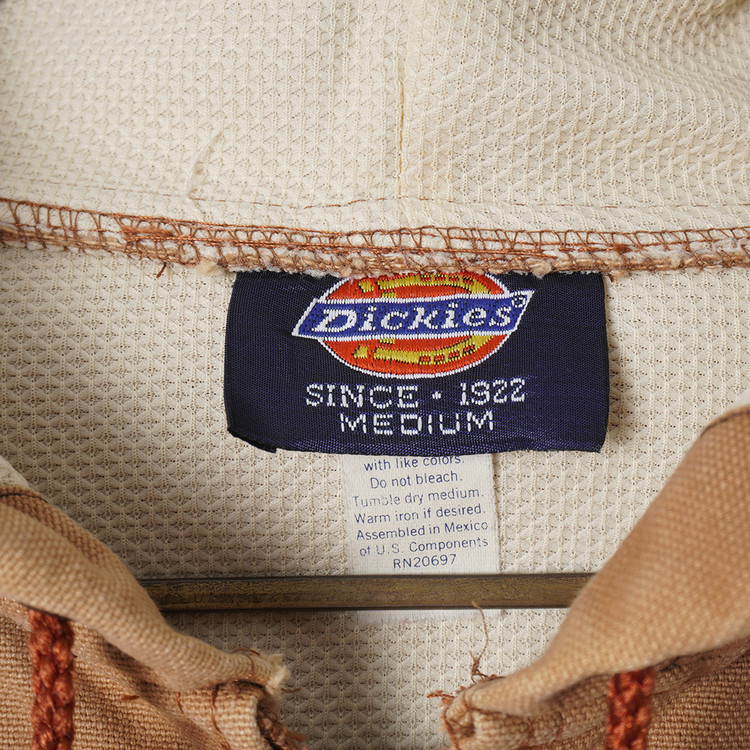 Dickies®
SINCE · 1922
MEDIUM
with like colors.
Do not bleach.
Tumble dry medium.
Warm iron if desired.
Assembled in Mexico
of U.S. Components
RN20697